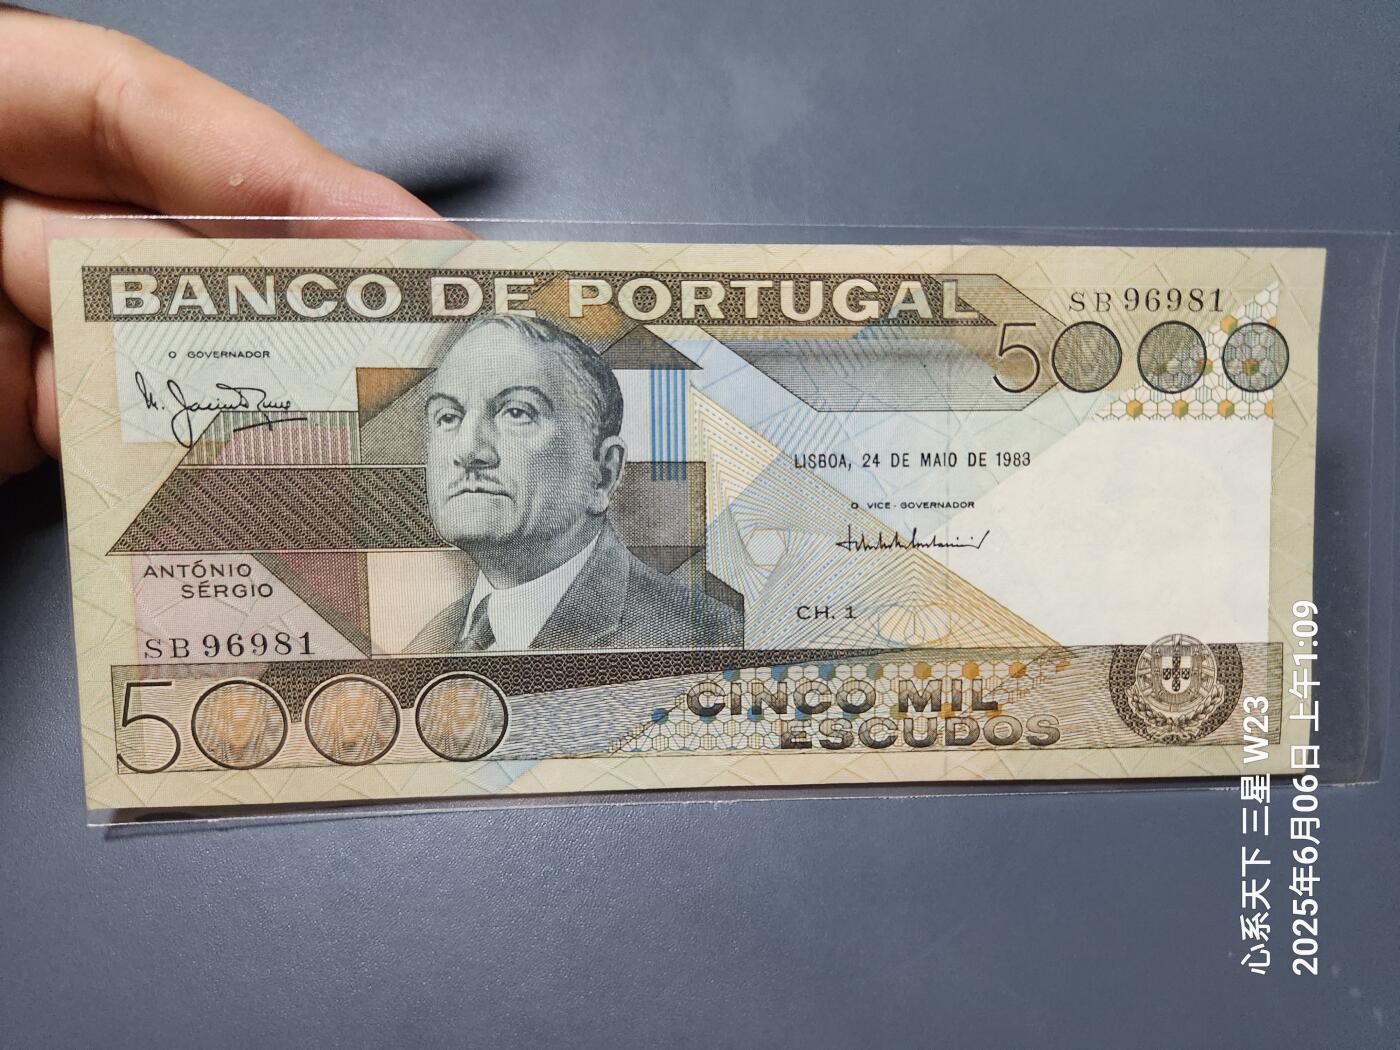 BANCO DE PORTUGAL
SB 96981
5000
O GOVERNADOR
LISBOA, 24 DE MAIO DE 1983
O VICE-GOVERNADOR
ANTÓNIO
SÉRGIO
CH. 1
SB 96981
5000
CINCO MIL
ESCUDOS
心系天下 三星 W23
2025年6月06日 上午1:09